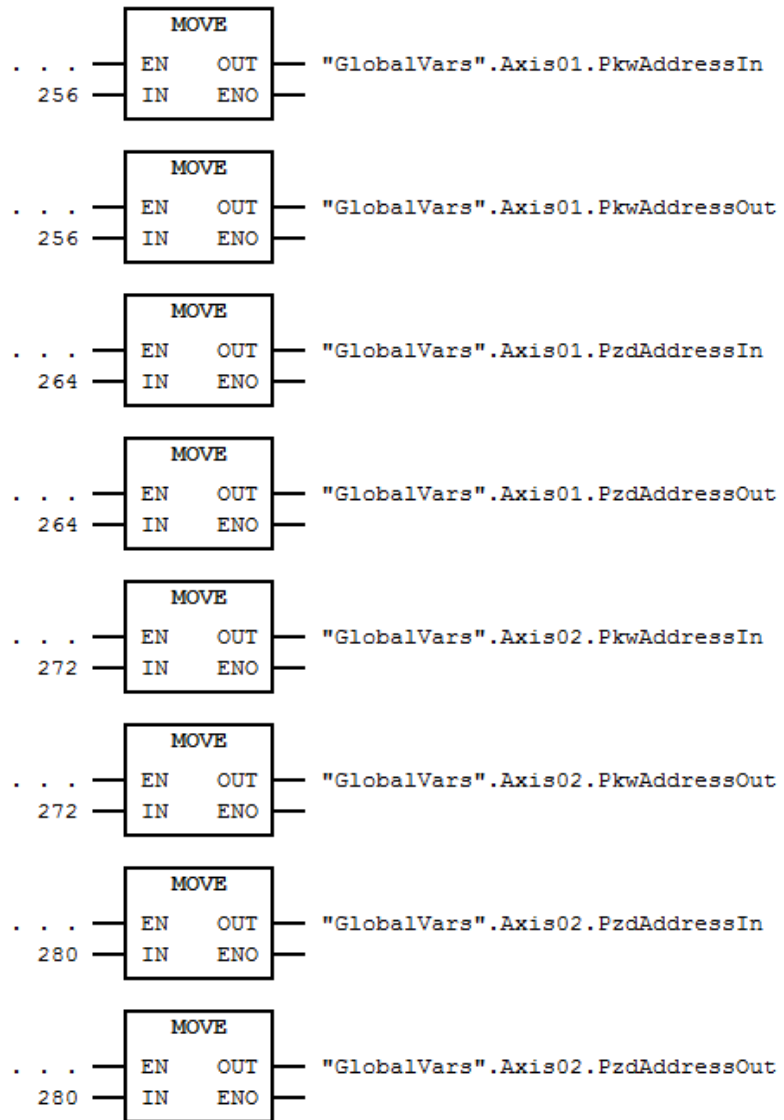 MOVE
. . . EN OUT "GlobalVars".Axis01.PkwAddressIn
256 IN ENO
MOVE
. . . EN OUT "GlobalVars".Axis01.PkwAddressOut
256 IN ENO
MOVE
. . . EN OUT "GlobalVars".Axis01.PzdAddressIn
264 IN ENO
MOVE
. . . EN OUT "GlobalVars".Axis01.PzdAddressOut
264 IN ENO
MOVE
. . . EN OUT "GlobalVars".Axis02.PkwAddressIn
272 IN ENO
MOVE
. . . EN OUT "GlobalVars".Axis02.PkwAddressOut
272 IN ENO
MOVE
. . . EN OUT "GlobalVars".Axis02.PzdAddressIn
280 IN ENO
MOVE
. . . EN OUT "GlobalVars".Axis02.PzdAddressOut
280 IN ENO